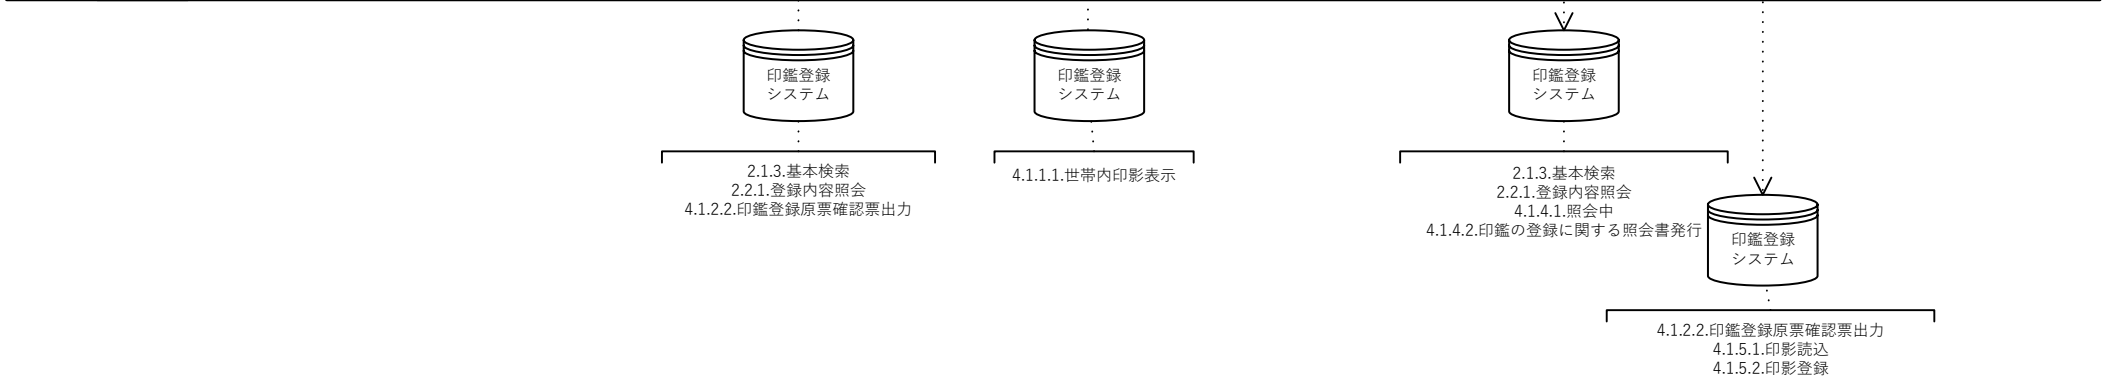 印鑑登録
システム
2.1.3.基本検索
2.2.1.登録内容照会
4.1.2.2.印鑑登録原票確認票出力
印鑑登録
システム
4.1.1.1.世帯内印影表示
印鑑登録
システム
2.1.3.基本検索
2.2.1.登録内容照会
4.1.4.1.照会中
4.1.4.2.印鑑の登録に関する照会書発行
印鑑登録
システム
4.1.2.2.印鑑登録原票確認票出力
4.1.5.1.印影読込
4.1.5.2.印影登録